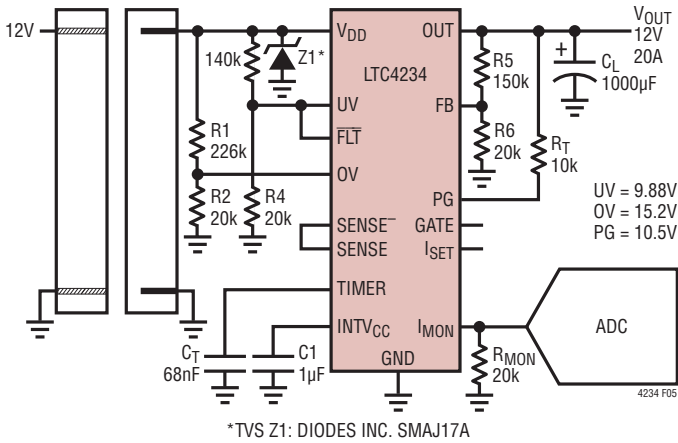 12V
140k
Z1*
R1
226k
R2
20k
R4
20k
VDD
UV
FLT
OV
SENSE−
SENSE
TIMER
INTVCC
LTC4234
OUT
FB
PG
GATE
ISET
IMON
GND
R5
150k
R6
20k
RT
10k
VOUT
12V
20A
+
CL
1000µF
UV = 9.88V
OV = 15.2V
PG = 10.5V
ADC
RMON
20k
CT
68nF
C1
1µF
4234 F05
*TVS Z1: DIODES INC. SMAJ17A